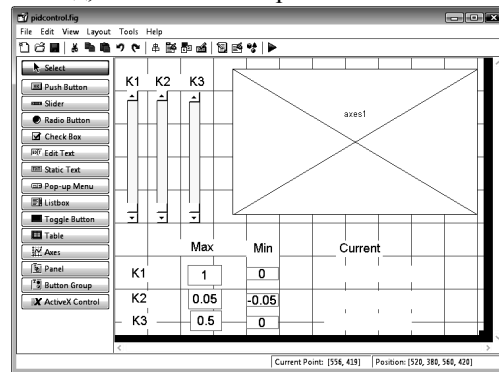 pidcontrol.fig
File Edit View Layout Tools Help
Select
Push Button
Slider
Radio Button
Check Box
Edit Text
Static Text
Pop-up Menu
Listbox
Toggle Button
Table
Axes
Panel
Button Group
ActiveX Control
K1 K2 K3
axes1
Max Min Current
K1 1 0
K2 0.05 -0.05
K3 0.5 0
Current Point: [556, 419] Position: [520, 380, 560, 420]